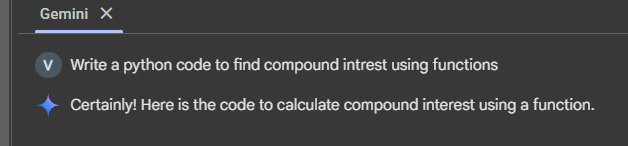 Gemini
V Write a python code to find compound intrest using functions
Certainly! Here is the code to calculate compound interest using a function.